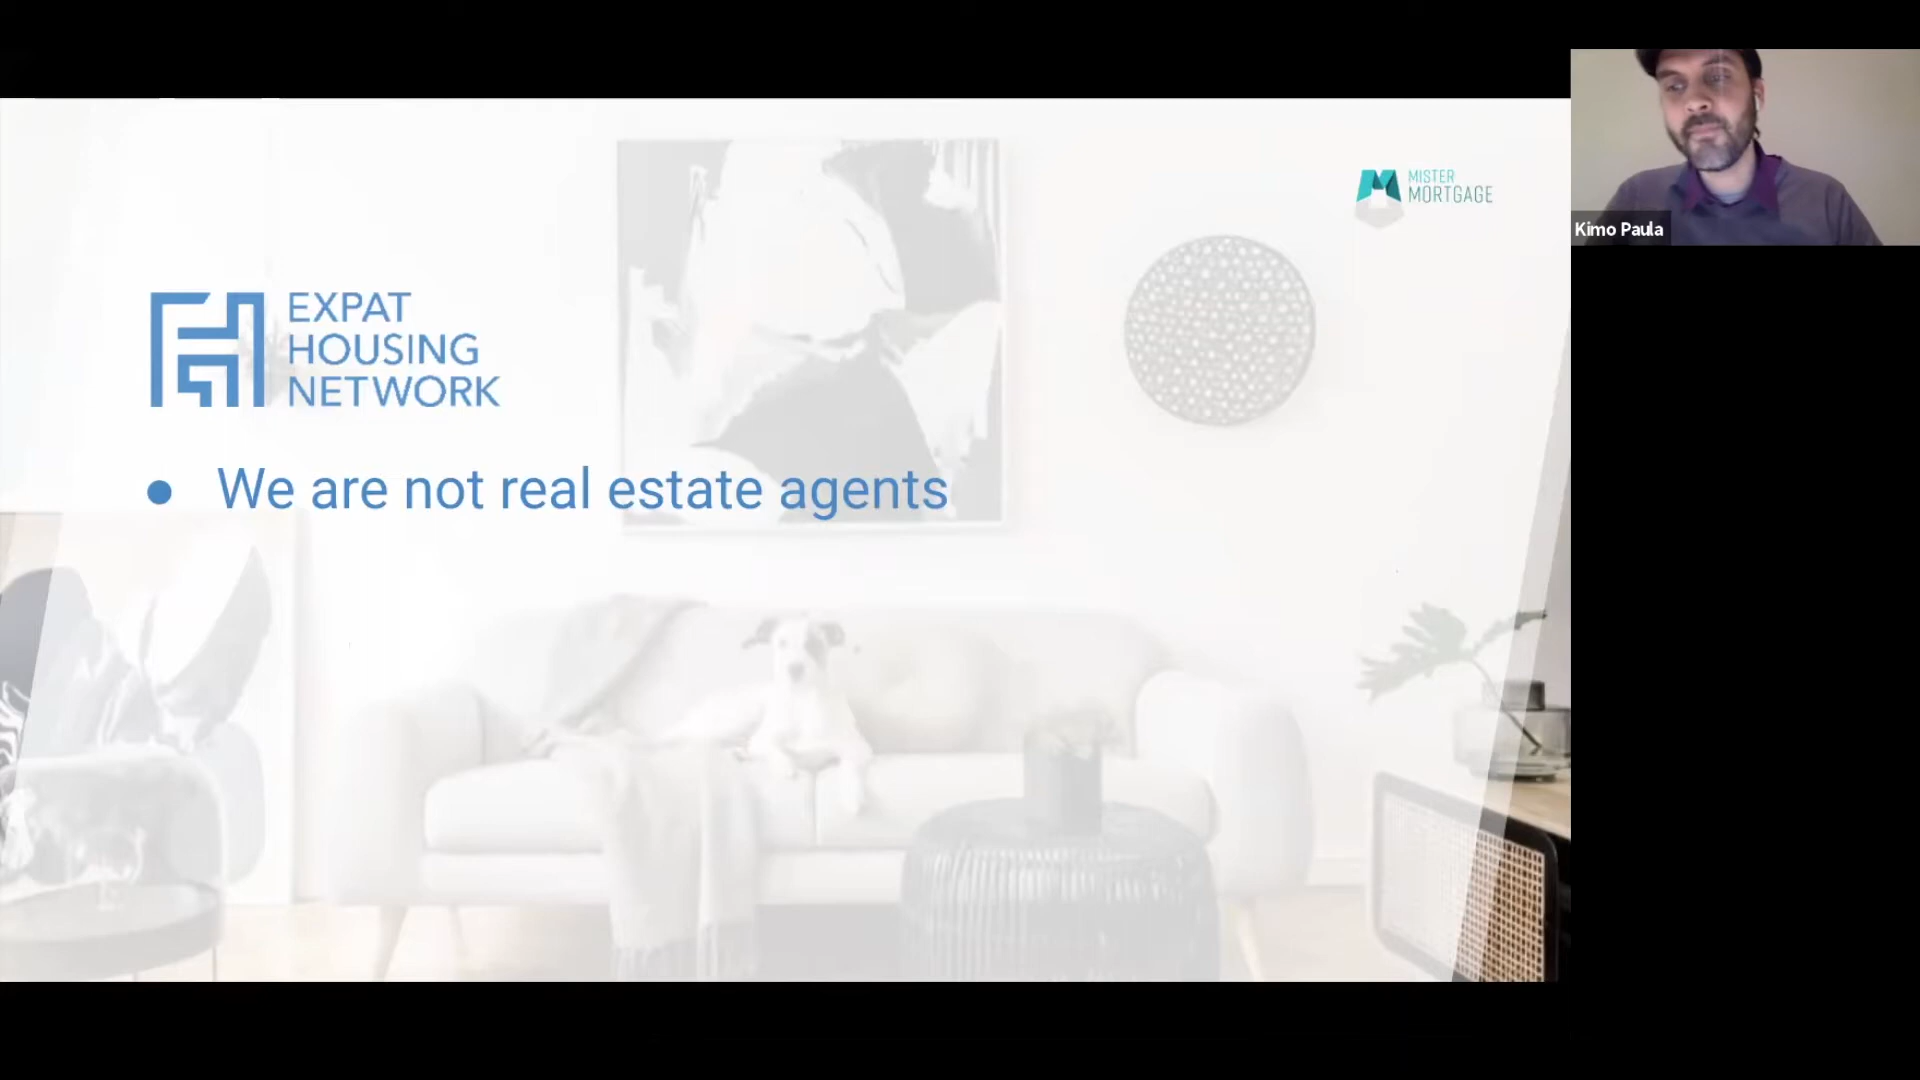 MISTER
MORTGAGE
Kimo Paula
EXPAT
HOUSING
NETWORK
● We are not real estate agents